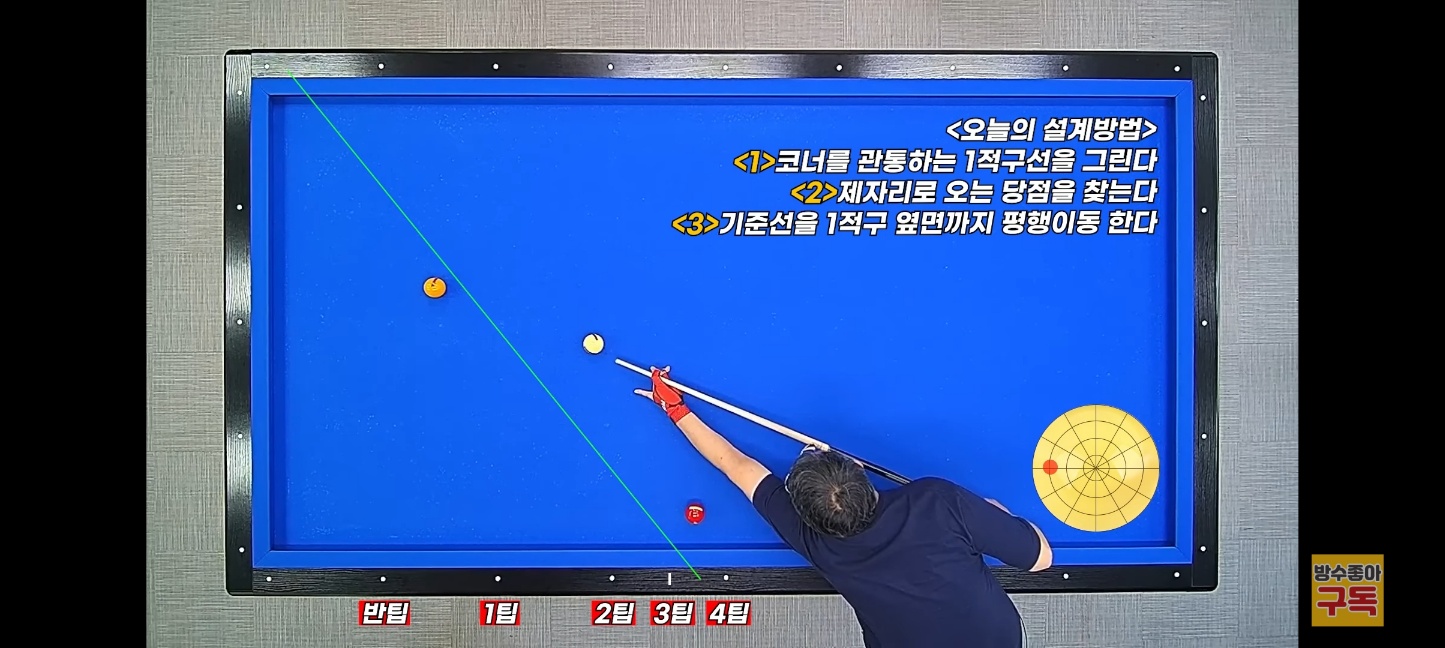 <오늘의 설계방법>
<1>코너를 관통하는 1적구선을 그린다
<2>제자리로 오는 당점을 찾는다
<3>기준선을 1적구 옆면까지 평행이동 한다
반팁 1팁 2팁 3팁 4팁
방수좋아
구독